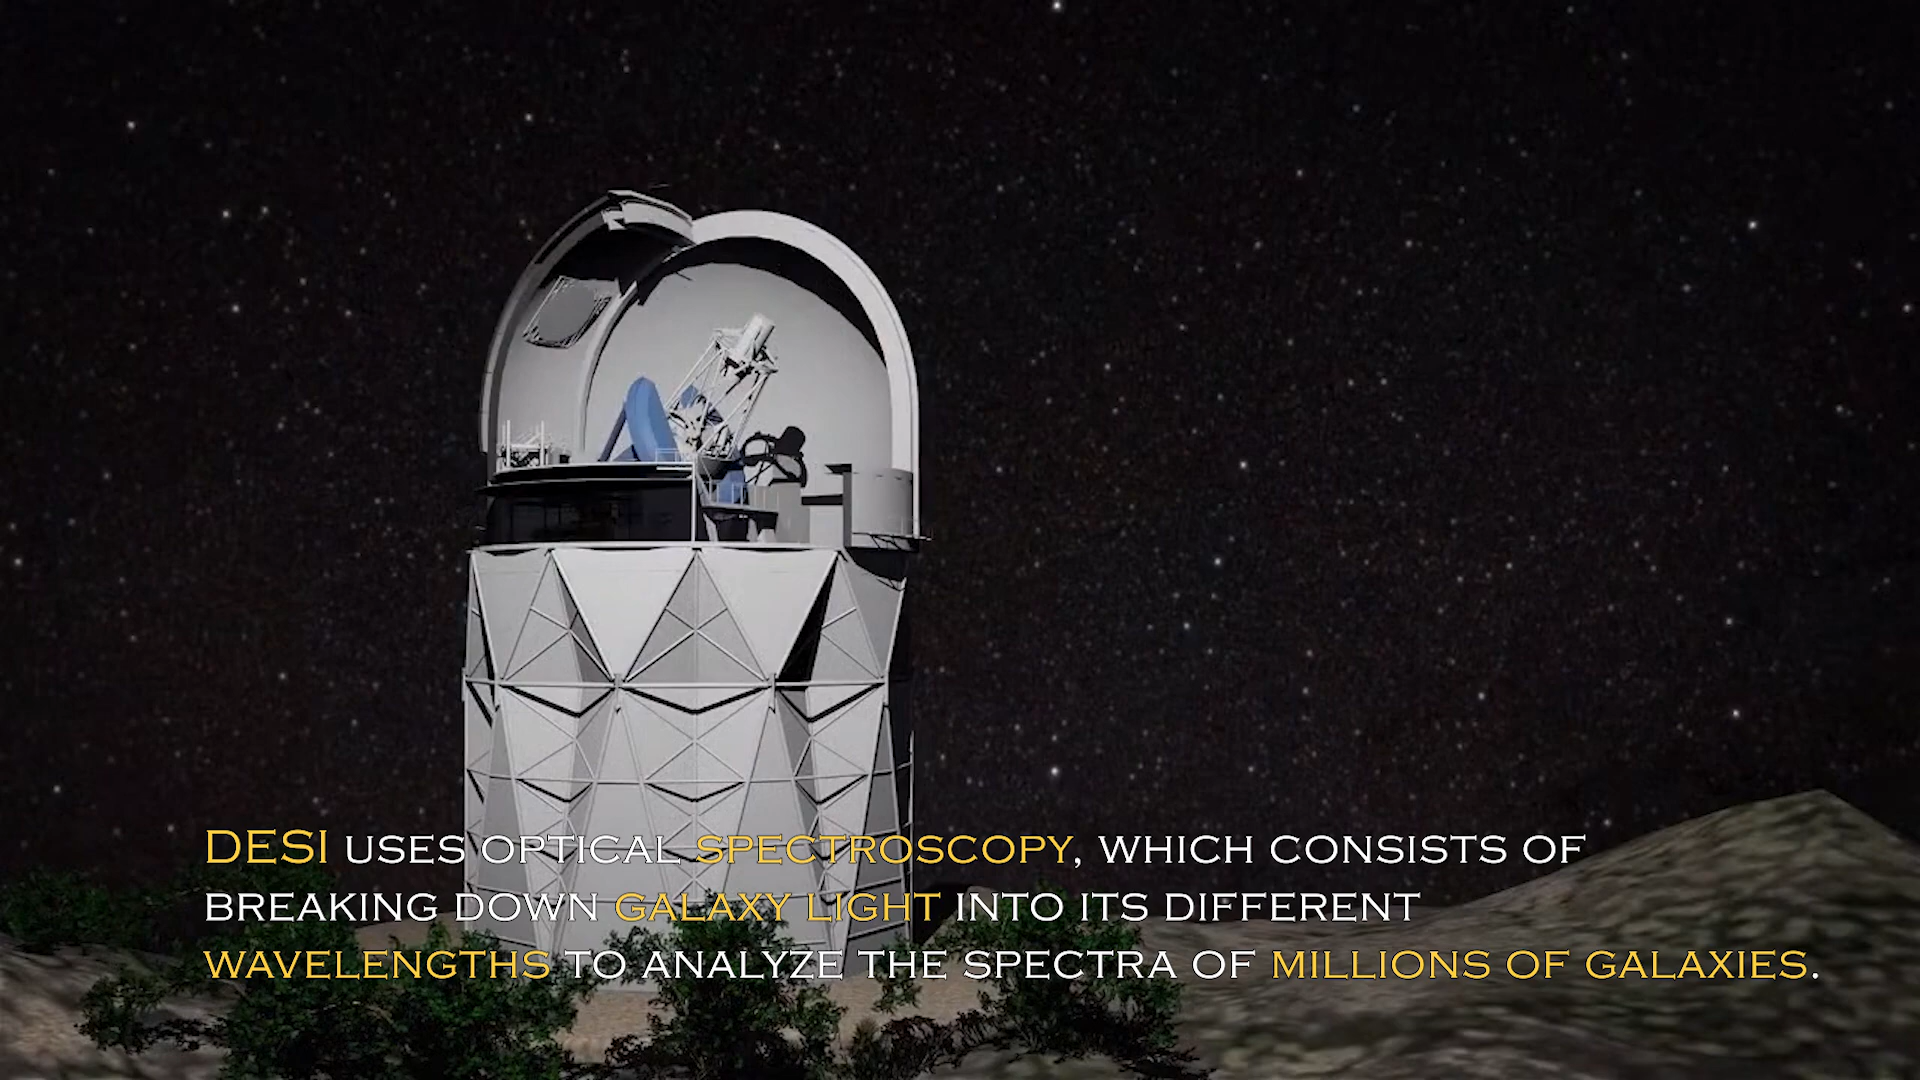 DESI USES OPTICAL SPECTROSCOPY, WHICH CONSISTS OF
BREAKING DOWN GALAXY LIGHT INTO ITS DIFFERENT
WAVELENGTHS TO ANALYZE THE SPECTRA OF MILLIONS OF GALAXIES.